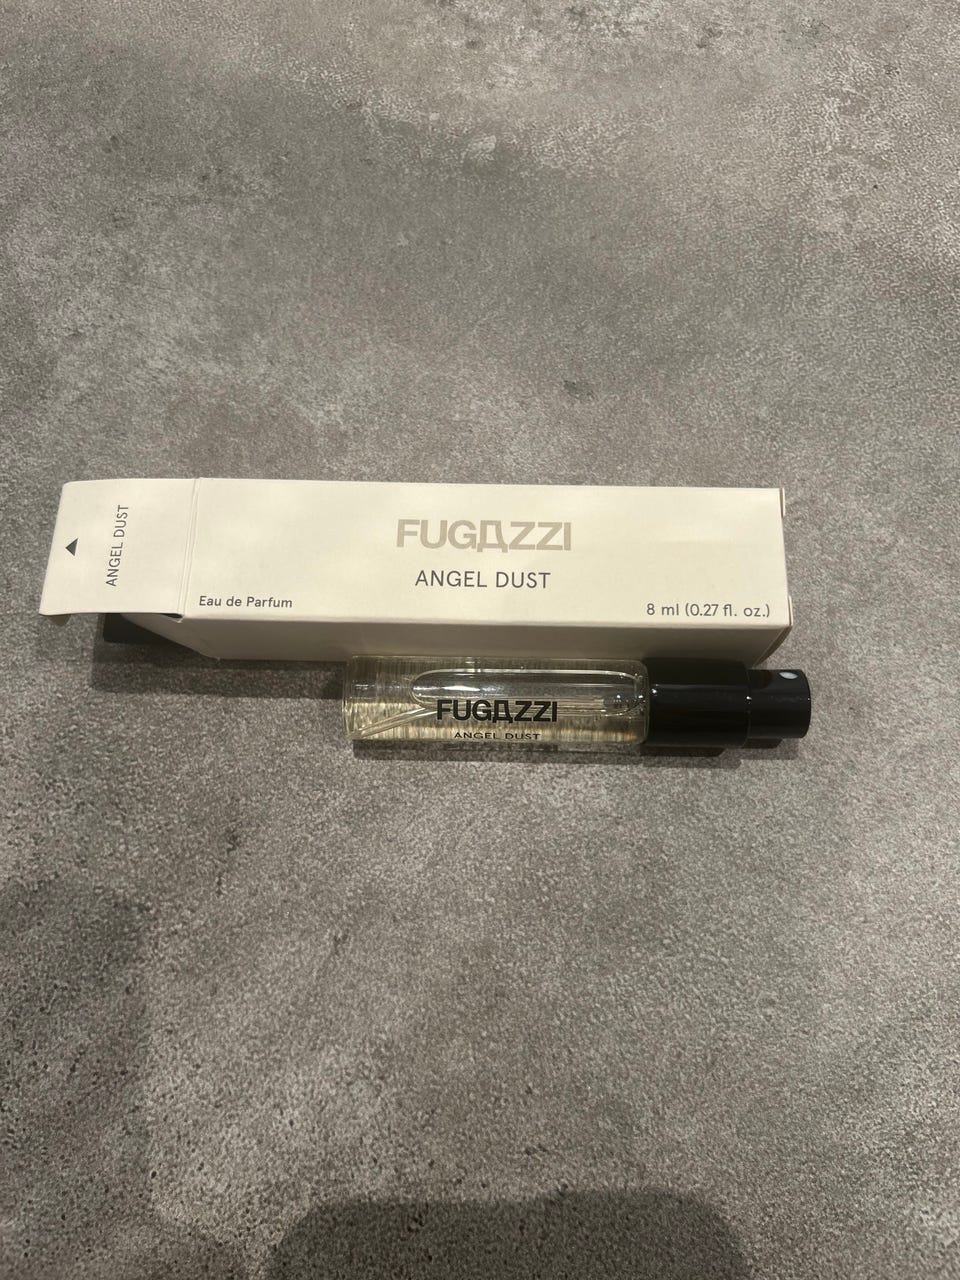 ANGEL DUST
FUGAZZI
ANGEL DUST
Eau de Parfum
8 ml (0.27 fl. oz.)
FUGAZZI
ANGEL DUST